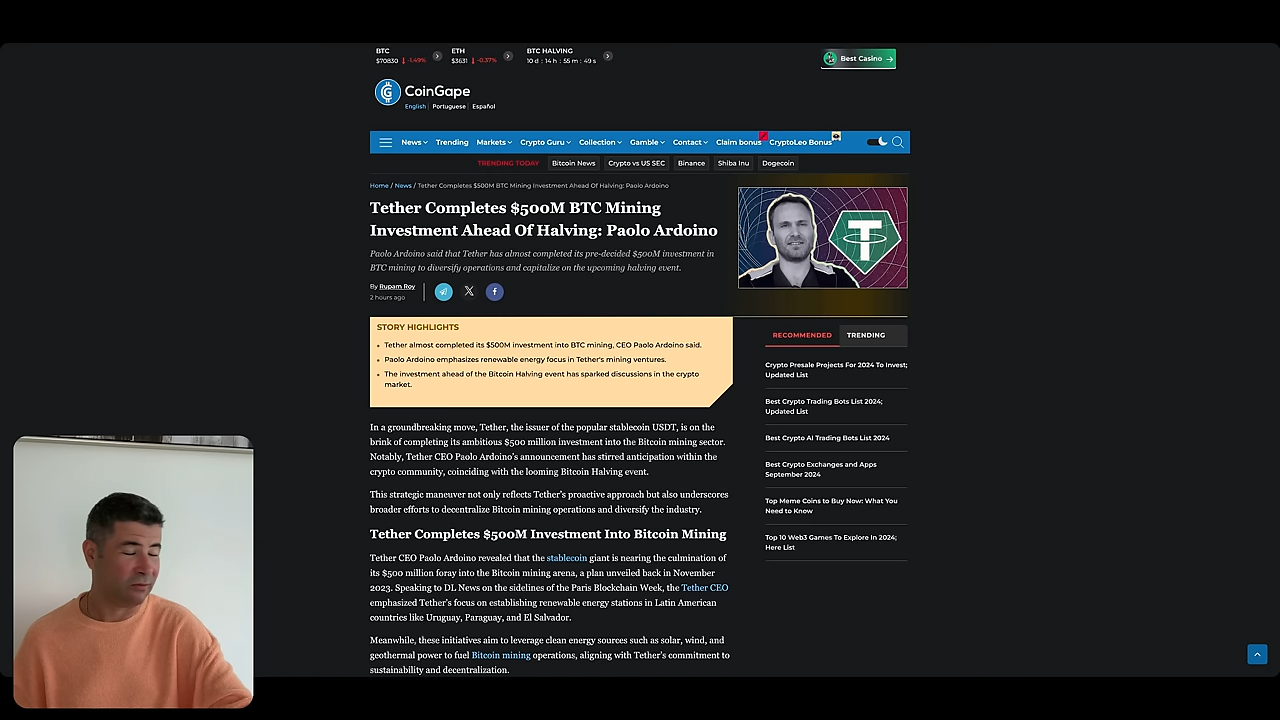 BTC
$70830 -1.49%
ETH
$3631 -0.37%
BTC HALVING
10 d : 14 h : 55 m : 49 s
Best Casino →
CoinGape
English | Portuguese | Español
News Trending Markets Crypto Guru Collection Gamble Contact Claim bonus CryptoLeo Bonus
TRENDING TODAY Bitcoin News Crypto vs US SEC Binance Shiba Inu Dogecoin
Home / News / Tether Completes $500M BTC Mining Investment Ahead Of Halving: Paolo Ardoino
Tether Completes $500M BTC Mining
Investment Ahead Of Halving: Paolo Ardoino
Paolo Ardoino said that Tether has almost completed its pre-decided $500M investment in
BTC mining to diversify operations and capitalize on the upcoming halving event.
By Rupam Roy
2 hours ago
STORY HIGHLIGHTS
Tether almost completed its $500M investment into BTC mining, CEO Paolo Ardoino said.
Paolo Ardoino emphasizes renewable energy focus in Tether's mining ventures.
The investment ahead of the Bitcoin Halving event has sparked discussions in the crypto
market.
In a groundbreaking move, Tether, the issuer of the popular stablecoin USDT, is on the
brink of completing its ambitious $500 million investment into the Bitcoin mining sector.
Notably, Tether CEO Paolo Ardoino's announcement has stirred anticipation within the
crypto community, coinciding with the looming Bitcoin Halving event.
This strategic maneuver not only reflects Tether's proactive approach but also underscores
broader efforts to decentralize Bitcoin mining operations and diversify the industry.
Tether Completes $500M Investment Into Bitcoin Mining
Tether CEO Paolo Ardoino revealed that the stablecoin giant is nearing the culmination of
its $500 million foray into the Bitcoin mining arena, a plan unveiled back in November
2023. Speaking to DL News on the sidelines of the Paris Blockchain Week, the Tether CEO
emphasized Tether's focus on establishing renewable energy stations in Latin American
countries like Uruguay, Paraguay, and El Salvador.
Meanwhile, these initiatives aim to leverage clean energy sources such as solar, wind, and
geothermal power to fuel Bitcoin mining operations, aligning with Tether's commitment to
sustainability and decentralization.
RECOMMENDED TRENDING
Crypto Presale Projects For 2024 To Invest;
Updated List
Best Crypto Trading Bots List 2024;
Updated List
Best Crypto AI Trading Bots List 2024
Best Crypto Exchanges and Apps
September 2024
Top Meme Coins to Buy Now: What You
Need to Know
Top 10 Web3 Games To Explore In 2024;
Here List